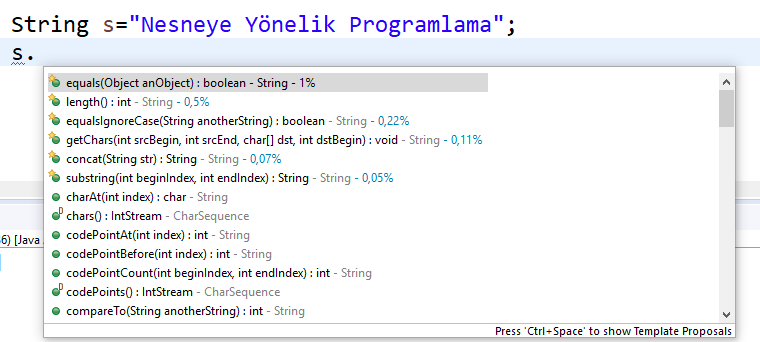 String s="Nesneye Yönelik Programlama";
s.
equals(Object anObject) : boolean - String - 1%
length() : int - String - 0,5%
equalsIgnoreCase(String anotherString) : boolean - String - 0,22%
getChars(int srcBegin, int srcEnd, char[] dst, int dstBegin) : void - String - 0,11%
concat(String str) : String - String - 0,07%
substring(int beginIndex, int endIndex) : String - String - 0,05%
charAt(int index) : char - String
D
chars() : IntStream - CharSequence
codePointAt(int index) : int - String
codePointBefore(int index) : int - String
6) [Java
codePointCount(int beginIndex, int endIndex) : int - String
D
codePoints() : IntStream - CharSequence
compareTo(String anotherString) : int - String
Press 'Ctrl+Space' to show Template Proposals